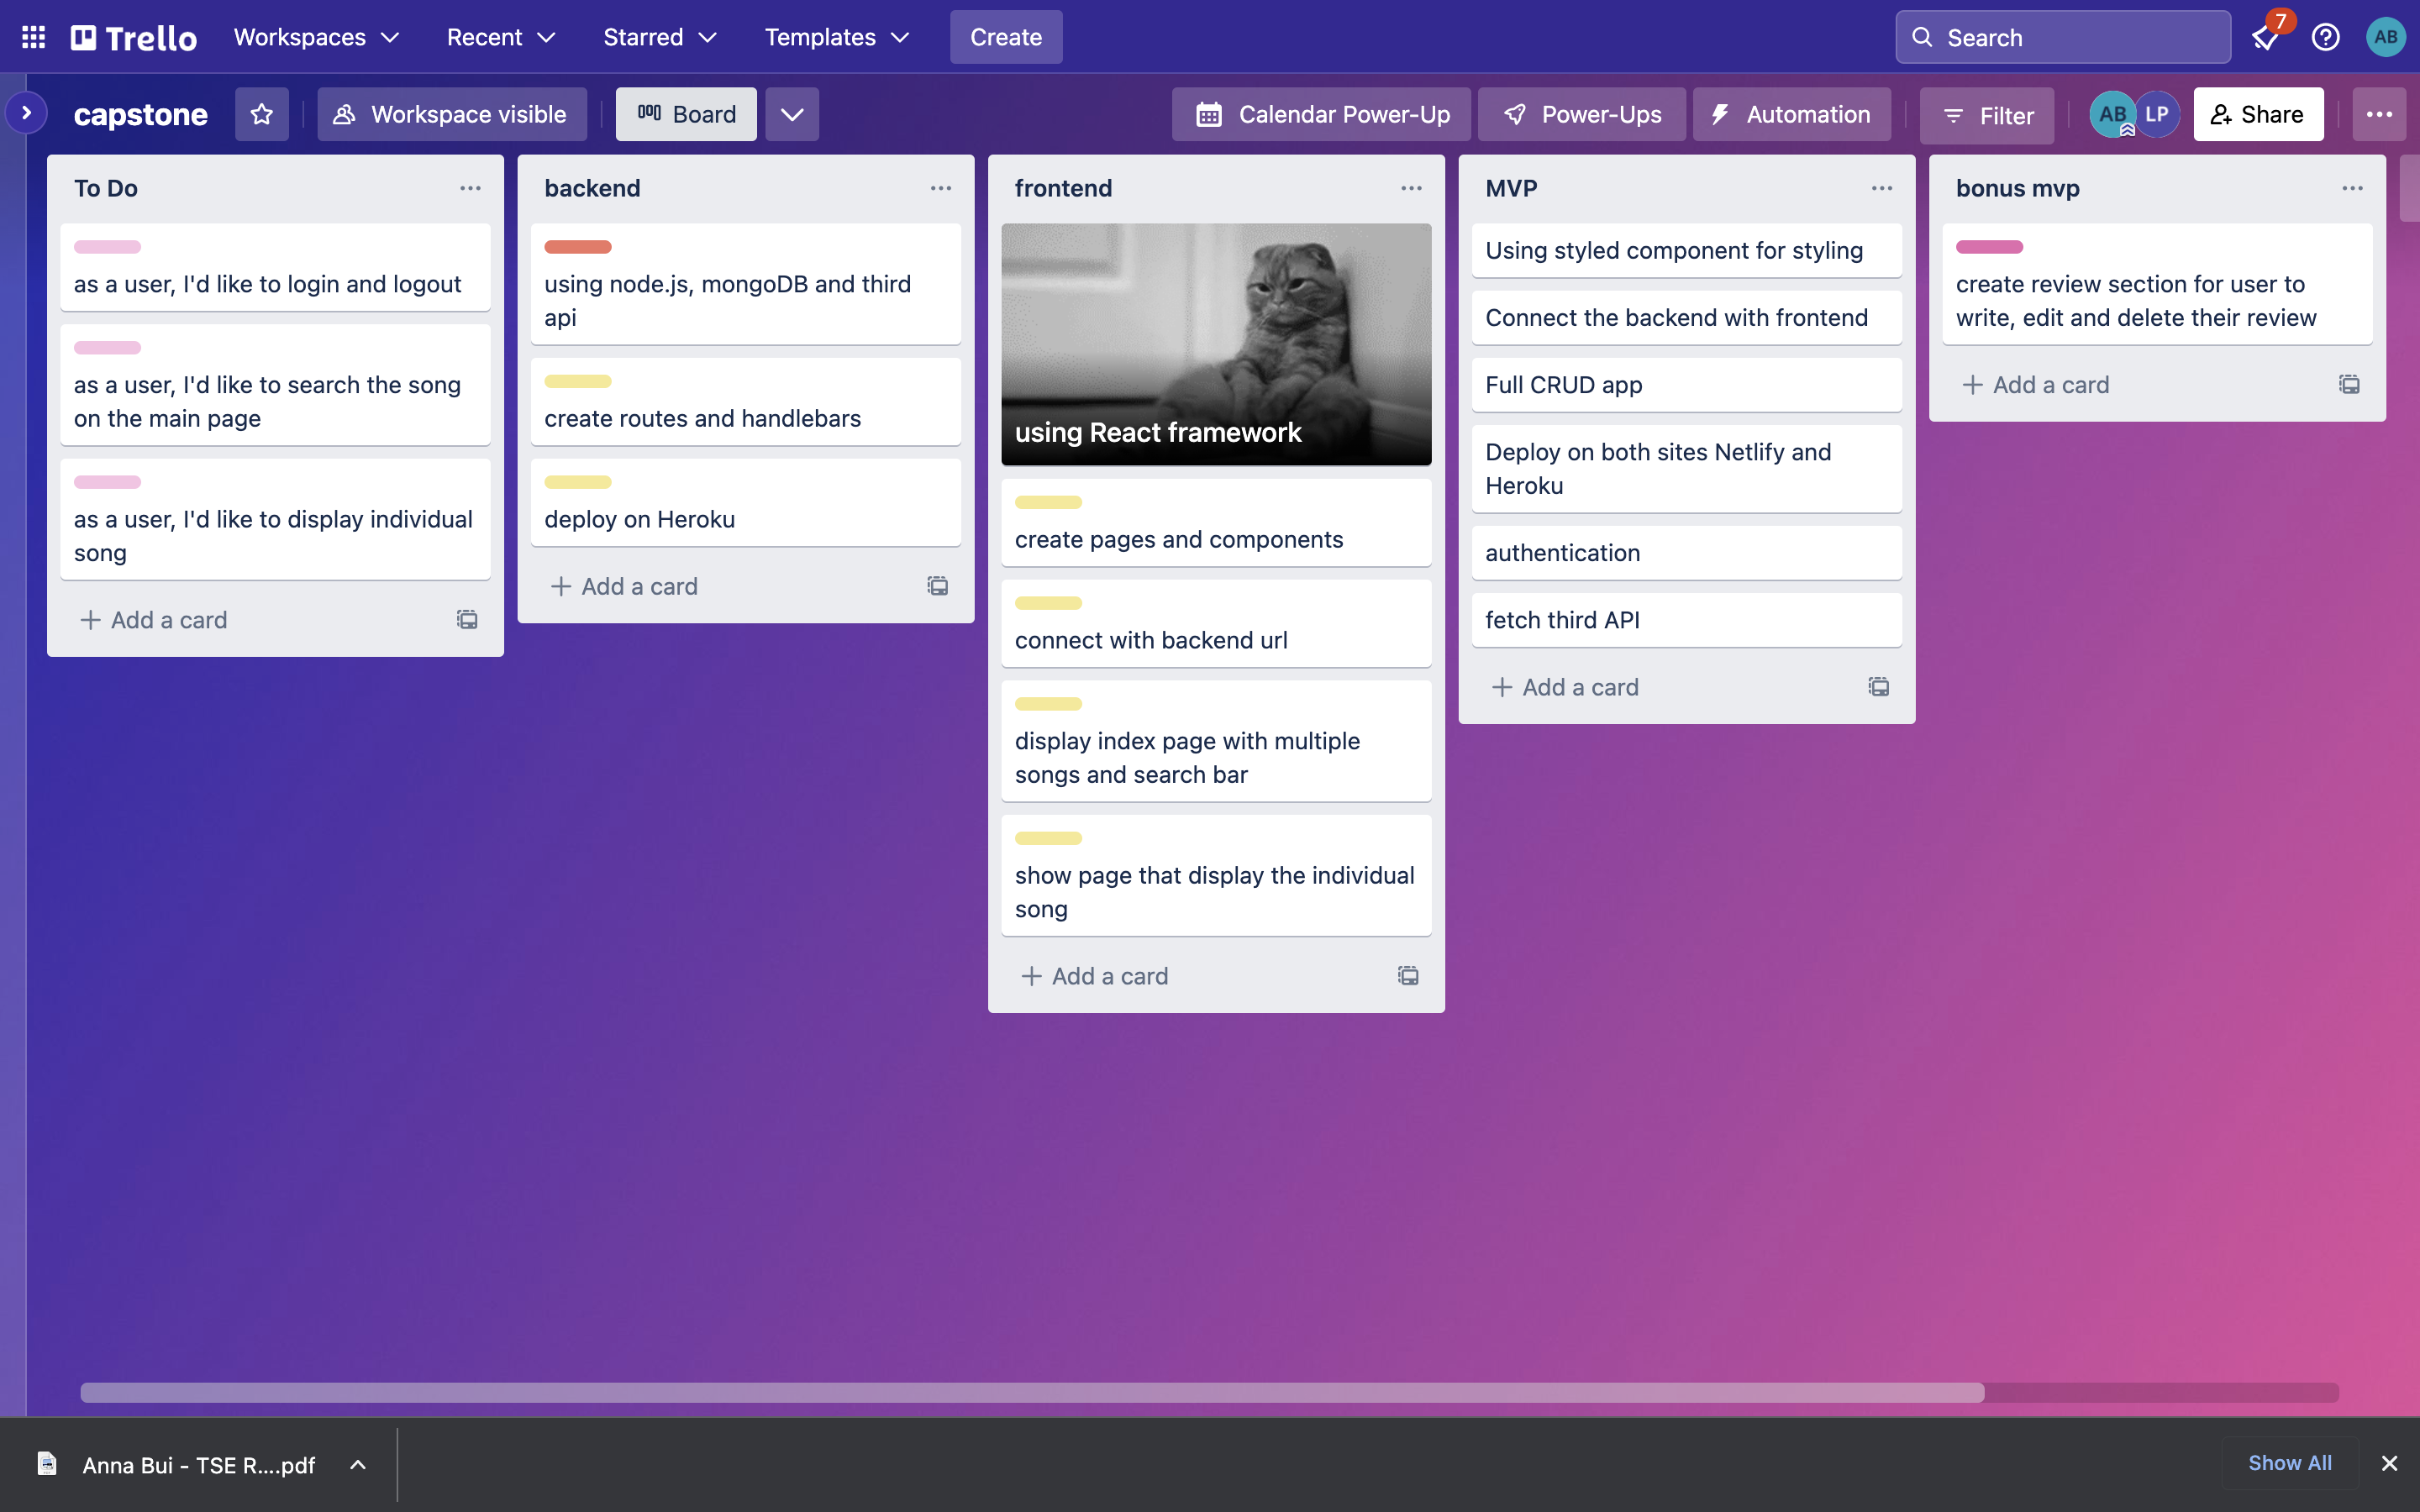 Trello Workspaces Recent Starred Templates Create Search 7 AB
capstone Workspace visible Board Calendar Power-Up Power-Ups Automation Filter AB LP Share
To Do
as a user, I'd like to login and logout
as a user, I'd like to search the song
on the main page
as a user, I'd like to display individual
song
Add a card
backend
using node.js, mongoDB and third
api
create routes and handlebars
deploy on Heroku
Add a card
frontend
using React framework
create pages and components
connect with backend url
display index page with multiple
songs and search bar
show page that display the individual
song
Add a card
MVP
Using styled component for styling
Connect the backend with frontend
Full CRUD app
Deploy on both sites Netlify and
Heroku
authentication
fetch third API
Add a card
bonus mvp
create review section for user to
write, edit and delete their review
Add a card
Anna Bui - TSE R....pdf Show All